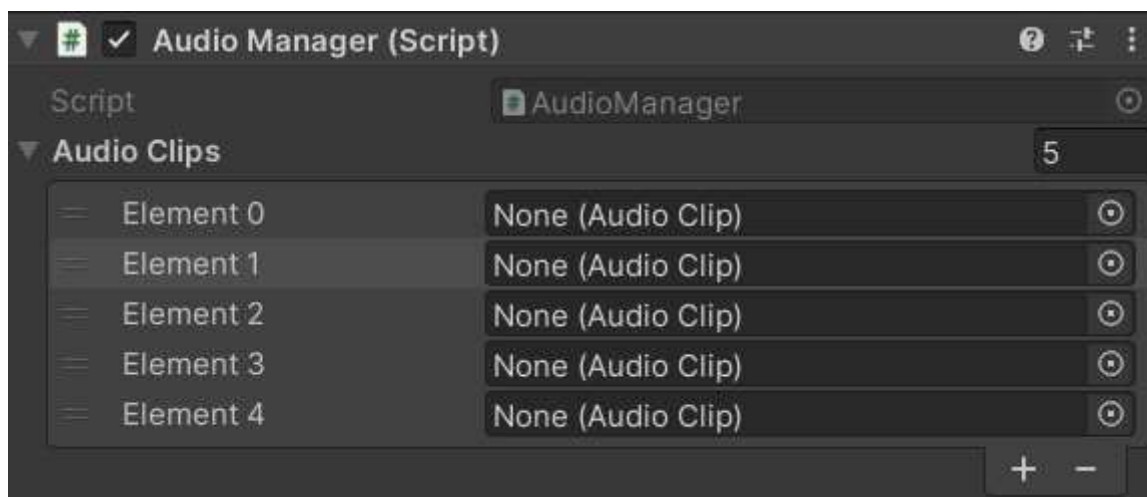 Audio Manager (Script)
Script AudioManager
Audio Clips 5
Element 0 None (Audio Clip)
Element 1 None (Audio Clip)
Element 2 None (Audio Clip)
Element 3 None (Audio Clip)
Element 4 None (Audio Clip)
+ −